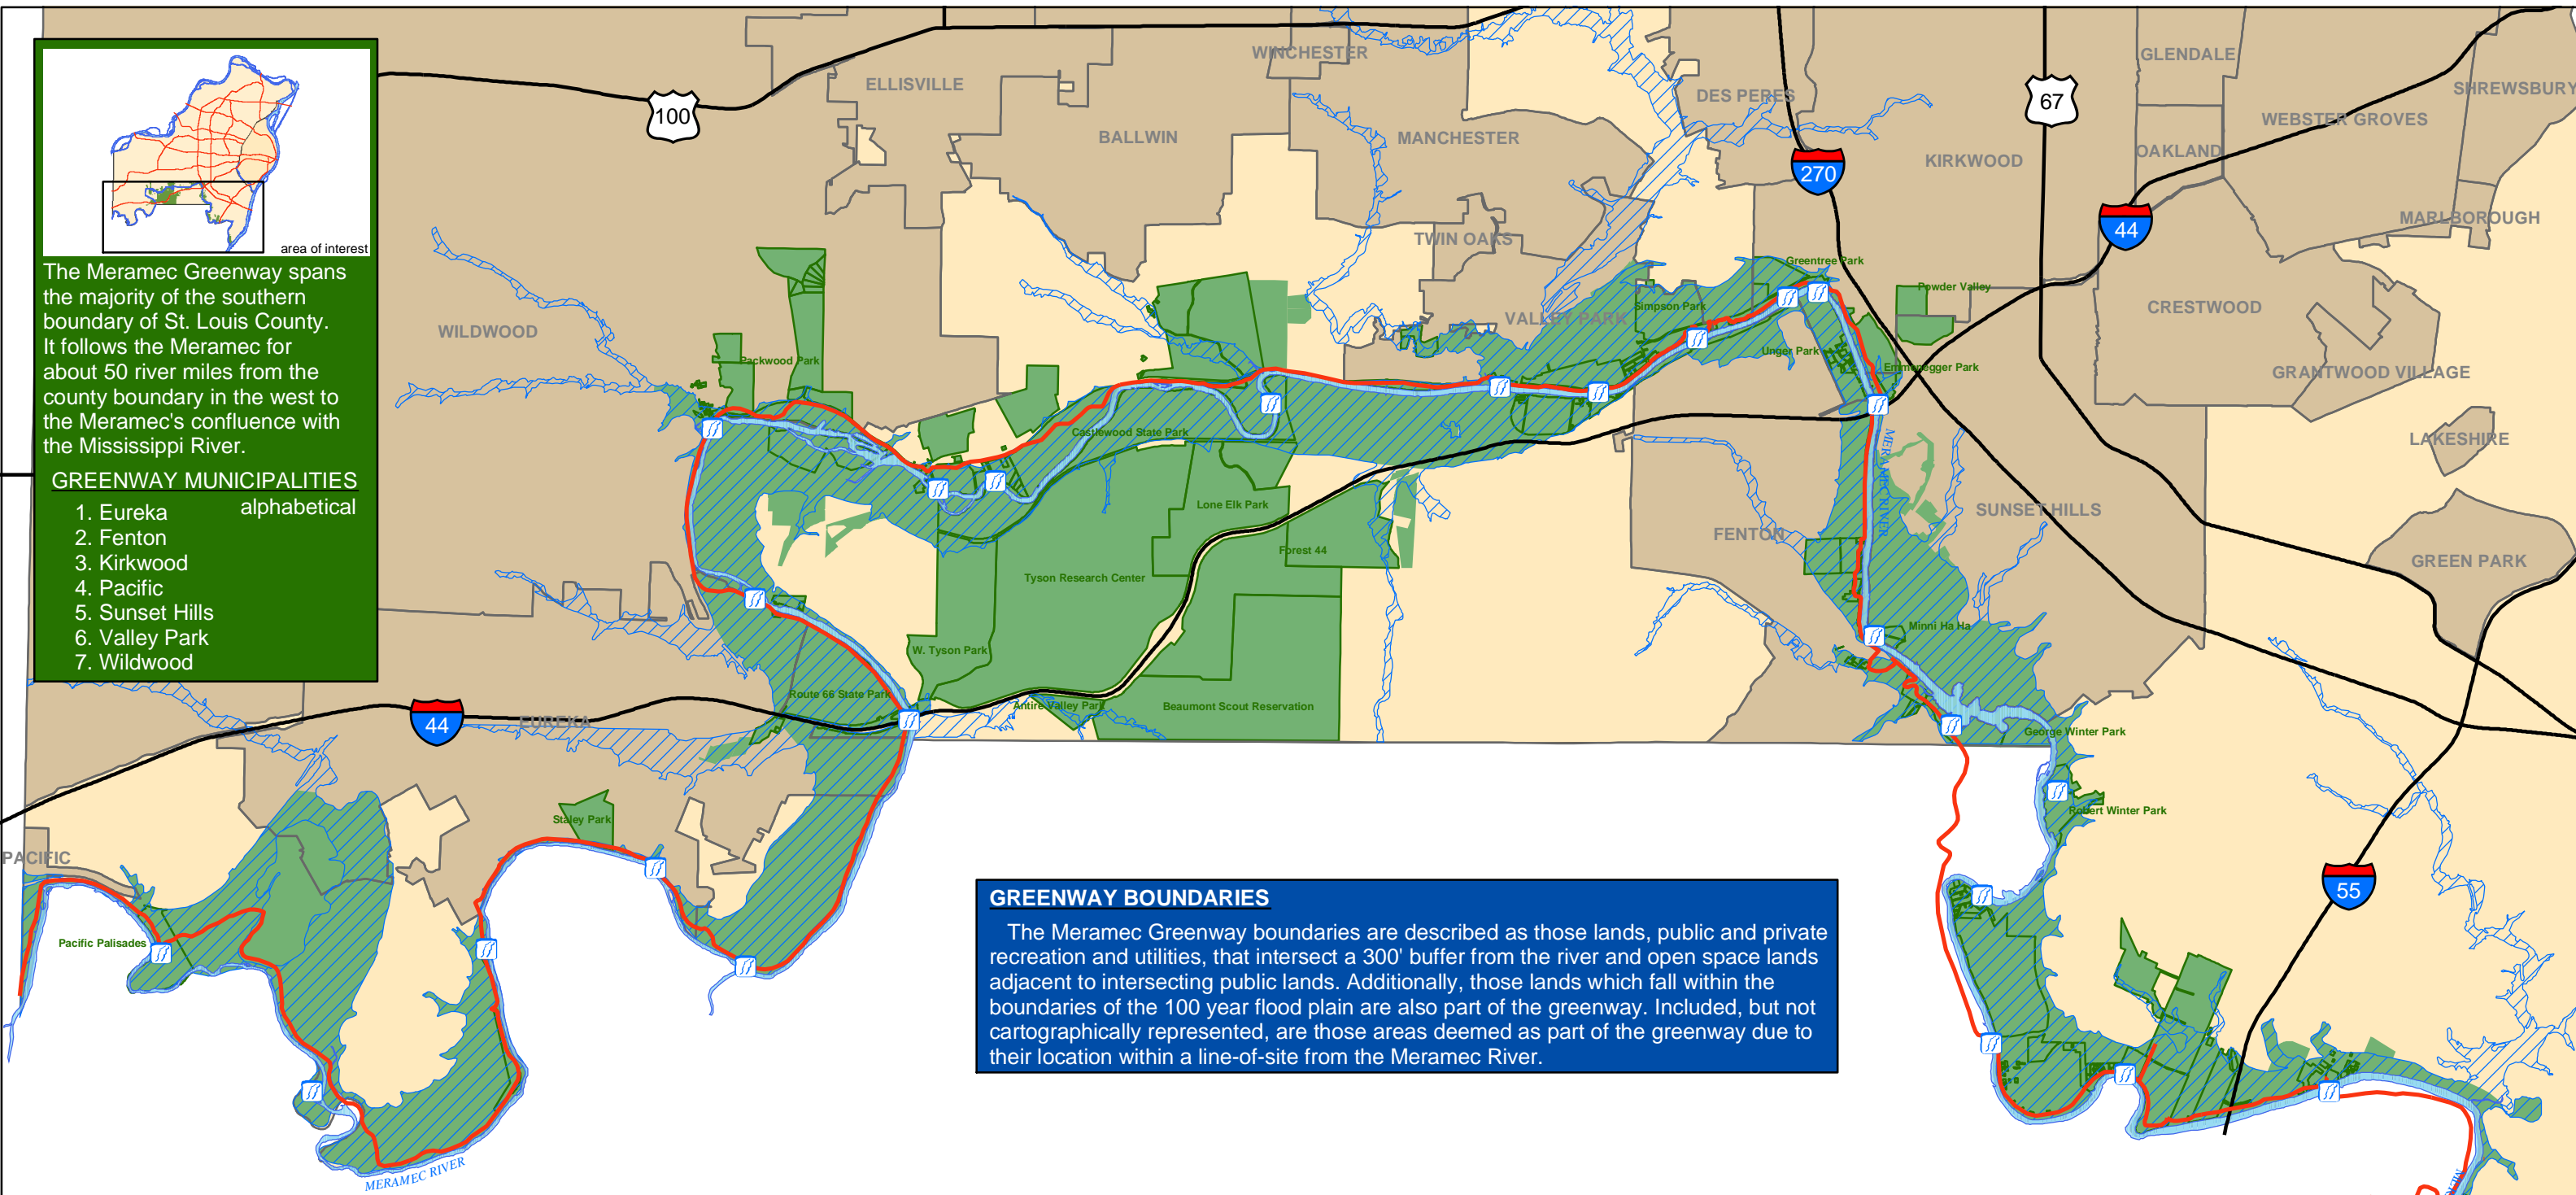 area of interest
The Meramec Greenway spans
the majority of the southern
boundary of St. Louis County.
It follows the Meramec for
about 50 river miles from the
county boundary in the west to
the Meramec's confluence with
the Mississippi River.
GREENWAY MUNICIPALITIES
alphabetical
1. Eureka
2. Fenton
3. Kirkwood
4. Pacific
5. Sunset Hills
6. Valley Park
7. Wildwood
WINCHESTER
GLENDALE
ELLISVILLE
DES PERES
SHREWSBURY
100
67
WEBSTER GROVES
BALLWIN
MANCHESTER
OAKLAND
KIRKWOOD
270
MARLBOROUGH
44
TWIN OAKS
Greentree Park
Powder Valley
Simpson Park
CRESTWOOD
VALLEY PARK
WILDWOOD
Packwood Park
Unger Park
Emmenegger Park
GRANTWOOD VILLAGE
Castlewood State Park
LAKESHIRE
MERAMEC RIVER
Lone Elk Park
SUNSET HILLS
FENTON
Forest 44
GREEN PARK
Tyson Research Center
Minni Ha Ha
W. Tyson Park
Route 66 State Park
Antire Valley Park
Beaumont Scout Reservation
44
EUREKA
George Winter Park
Robert Winter Park
Staley Park
PACIFIC
55
Pacific Palisades
GREENWAY BOUNDARIES
The Meramec Greenway boundaries are described as those lands, public and private
recreation and utilities, that intersect a 300' buffer from the river and open space lands
adjacent to intersecting public lands. Additionally, those lands which fall within the
boundaries of the 100 year flood plain are also part of the greenway. Included, but not
cartographically represented, are those areas deemed as part of the greenway due to
their location within a line-of-site from the Meramec River.
MERAMEC RIVER